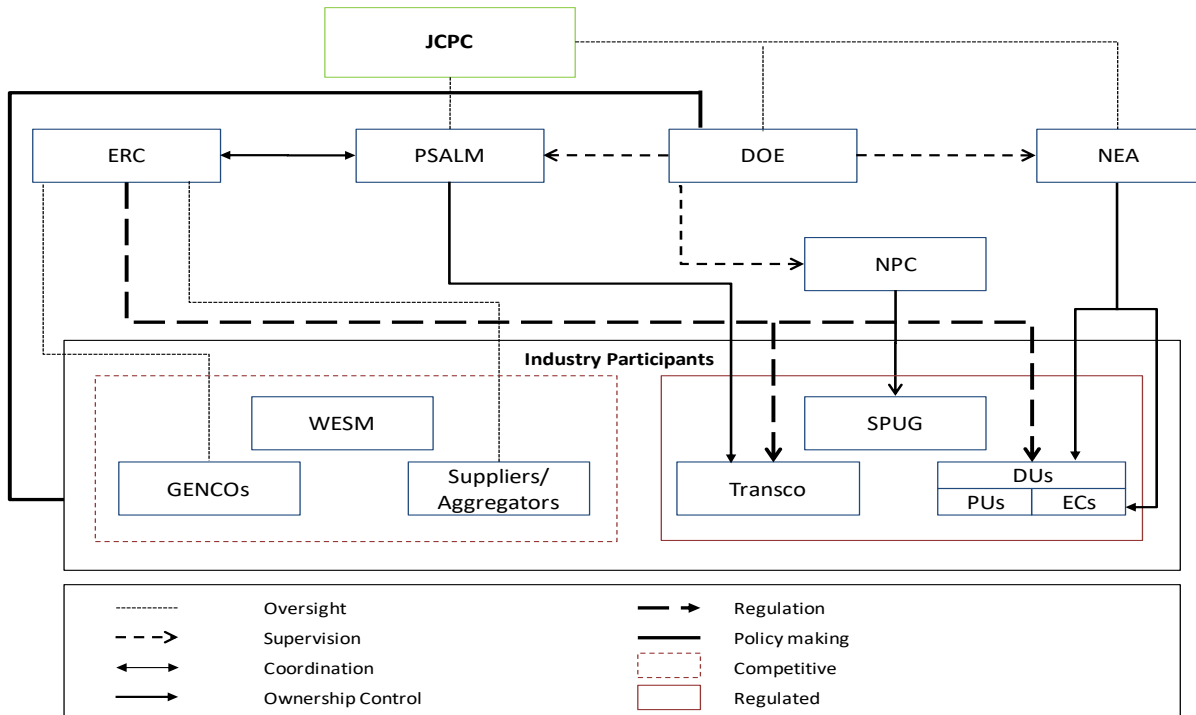 JCPC
ERC
PSALM
DOE
NEA
NPC
Industry Participants
WESM
SPUG
GENCOs
Suppliers/
Aggregators
Transco
DUs
PUs
ECs
Oversight
Regulation
Supervision
Policy making
Coordination
Competitive
Ownership Control
Regulated